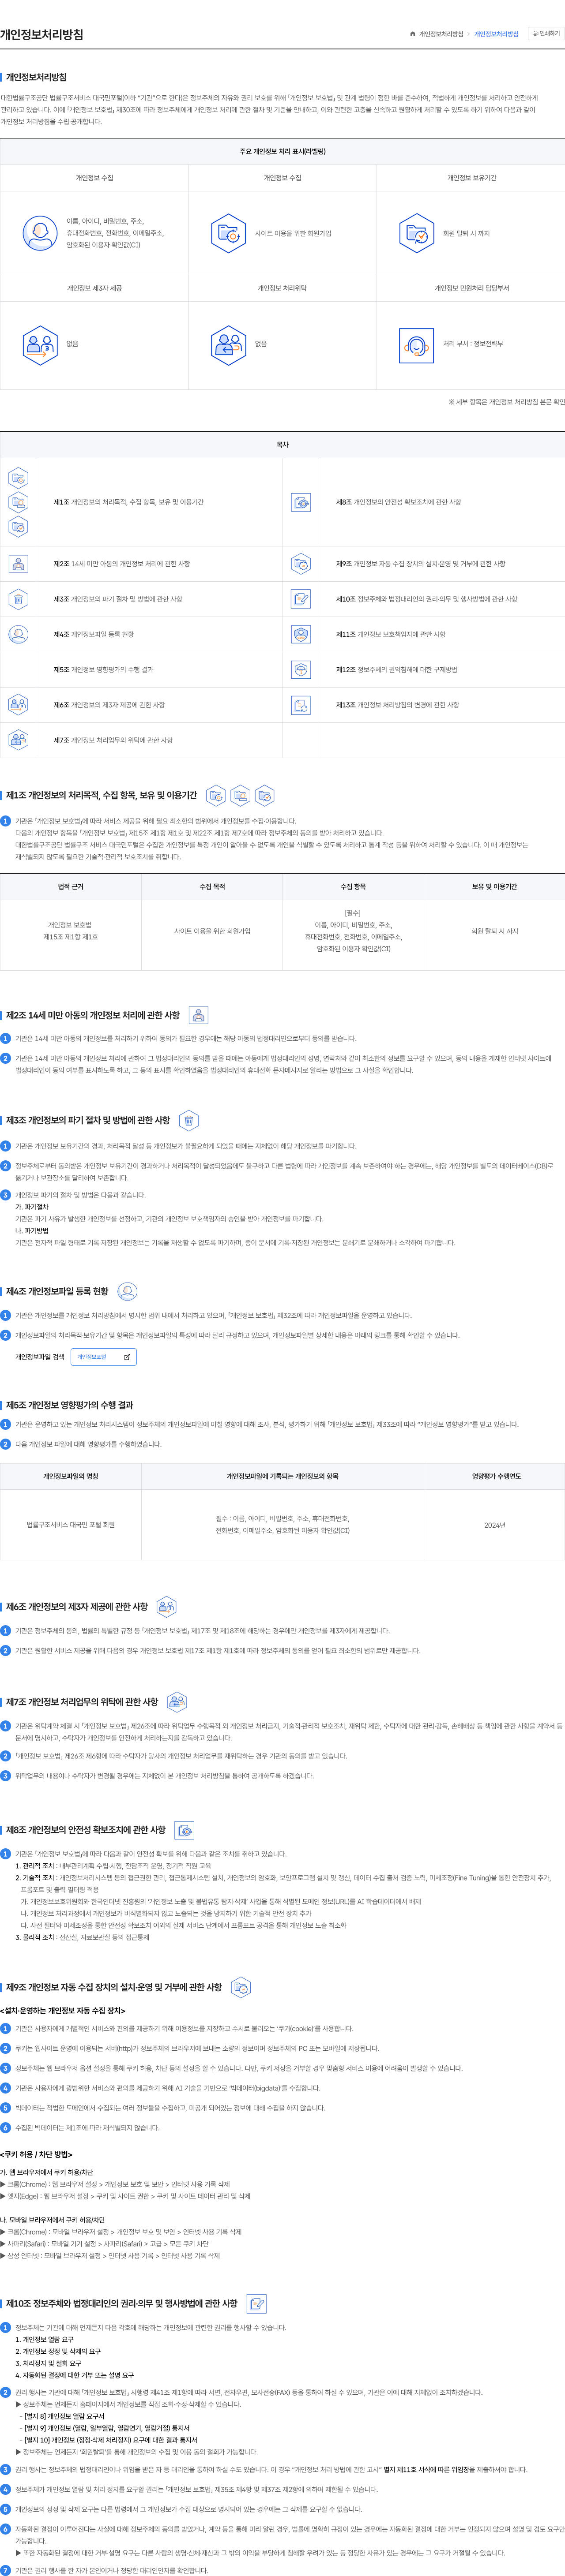 개인정보처리방침
개인정보처리방침 > 개인정보처리방침 인쇄하기
개인정보처리방침
대한법률구조공단 법률구조서비스 대국민포털(이하 “기관”으로 한다)은 정보주체의 자유와 권리 보호를 위해 「개인정보 보호법」 및 관계 법령이 정한 바를 준수하여, 적법하게 개인정보를 처리하고 안전하게
관리하고 있습니다. 이에 「개인정보 보호법」 제30조에 따라 정보주체에게 개인정보 처리에 관한 절차 및 기준을 안내하고, 이와 관련한 고충을 신속하고 원활하게 처리할 수 있도록 하기 위하여 다음과 같이
개인정보 처리방침을 수립·공개합니다.
주요 개인정보 처리 표시(라벨링)
개인정보 수집 개인정보 수집 개인정보 보유기간
이름, 아이디, 비밀번호, 주소,
휴대전화번호, 전화번호, 이메일주소,
암호화된 이용자 확인값(CI)
사이트 이용을 위한 회원가입
회원 탈퇴 시 까지
개인정보 제3자 제공 개인정보 처리위탁 개인정보 민원처리 담당부서
없음
없음
처리 부서 : 정보전략부
※ 세부 항목은 개인정보 처리방침 본문 확인
목차
제1조 개인정보의 처리목적, 수집 항목, 보유 및 이용기간
제8조 개인정보의 안전성 확보조치에 관한 사항
제2조 14세 미만 아동의 개인정보 처리에 관한 사항
제9조 개인정보 자동 수집 장치의 설치·운영 및 거부에 관한 사항
제3조 개인정보의 파기 절차 및 방법에 관한 사항
제10조 정보주체와 법정대리인의 권리·의무 및 행사방법에 관한 사항
제4조 개인정보파일 등록 현황
제11조 개인정보 보호책임자에 관한 사항
제5조 개인정보 영향평가의 수행 결과
제12조 정보주체의 권익침해에 대한 구제방법
제6조 개인정보의 제3자 제공에 관한 사항
제13조 개인정보 처리방침의 변경에 관한 사항
제7조 개인정보 처리업무의 위탁에 관한 사항
제1조 개인정보의 처리목적, 수집 항목, 보유 및 이용기간
1 기관은 「개인정보 보호법」에 따라 서비스 제공을 위해 필요 최소한의 범위에서 개인정보를 수집·이용합니다.
다음의 개인정보 항목을 「개인정보 보호법」 제15조 제1항 제1호 및 제22조 제1항 제7호에 따라 정보주체의 동의를 받아 처리하고 있습니다.
대한법률구조공단 법률구조 서비스 대국민포털은 수집한 개인정보를 특정 개인이 알아볼 수 없도록 개인을 식별할 수 있도록 처리하고 통계 작성 등을 위하여 처리할 수 있습니다. 이 때 개인정보는
재식별되지 않도록 필요한 기술적·관리적 보호조치를 취합니다.
법적 근거 수집 목적 수집 항목 보유 및 이용기간
개인정보 보호법
제15조 제1항 제1호
사이트 이용을 위한 회원가입
[필수]
이름, 아이디, 비밀번호, 주소,
휴대전화번호, 전화번호, 이메일주소,
암호화된 이용자 확인값(CI)
회원 탈퇴 시 까지
제2조 14세 미만 아동의 개인정보 처리에 관한 사항
1 기관은 14세 미만 아동의 개인정보를 처리하기 위하여 동의가 필요한 경우에는 해당 아동의 법정대리인으로부터 동의를 받습니다.
2 기관은 14세 미만 아동의 개인정보 처리에 관하여 그 법정대리인의 동의를 받을 때에는 아동에게 법정대리인의 성명, 연락처와 같이 최소한의 정보를 요구할 수 있으며, 동의 내용을 게재한 인터넷 사이트에
법정대리인이 동의 여부를 표시하도록 하고, 그 동의 표시를 확인하였음을 법정대리인의 휴대전화 문자메시지로 알리는 방법으로 그 사실을 확인합니다.
제3조 개인정보의 파기 절차 및 방법에 관한 사항
1 기관은 개인정보 보유기간의 경과, 처리목적 달성 등 개인정보가 불필요하게 되었을 때에는 지체없이 해당 개인정보를 파기합니다.
2 정보주체로부터 동의받은 개인정보 보유기간이 경과하거나 처리목적이 달성되었음에도 불구하고 다른 법령에 따라 개인정보를 계속 보존하여야 하는 경우에는, 해당 개인정보를 별도의 데이터베이스(DB)로
옮기거나 보관장소를 달리하여 보존합니다.
3 개인정보 파기의 절차 및 방법은 다음과 같습니다.
가. 파기절차
기관은 파기 사유가 발생한 개인정보를 선정하고, 기관의 개인정보 보호책임자의 승인을 받아 개인정보를 파기합니다.
나. 파기방법
기관은 전자적 파일 형태로 기록·저장된 개인정보는 기록을 재생할 수 없도록 파기하며, 종이 문서에 기록·저장된 개인정보는 분쇄기로 분쇄하거나 소각하여 파기합니다.
제4조 개인정보파일 등록 현황
1 기관은 개인정보를 개인정보 처리방침에서 명시한 범위 내에서 처리하고 있으며, 「개인정보 보호법」 제32조에 따라 개인정보파일을 운영하고 있습니다.
2 개인정보파일의 처리목적·보유기간 및 항목은 개인정보파일의 특성에 따라 달리 규정하고 있으며, 개인정보파일별 상세한 내용은 아래의 링크를 통해 확인할 수 있습니다.
개인정보파일 검색 개인정보포털
제5조 개인정보 영향평가의 수행 결과
1 기관은 운영하고 있는 개인정보 처리시스템이 정보주체의 개인정보파일에 미칠 영향에 대해 조사, 분석, 평가하기 위해 「개인정보 보호법」 제33조에 따라 “개인정보 영향평가”를 받고 있습니다.
2 다음 개인정보 파일에 대해 영향평가를 수행하였습니다.
개인정보파일의 명칭 개인정보파일에 기록되는 개인정보의 항목 영향평가 수행연도
법률구조서비스 대국민 포털 회원
필수 : 이름, 아이디, 비밀번호, 주소, 휴대전화번호,
전화번호, 이메일주소, 암호화된 이용자 확인값(CI)
2024년
제6조 개인정보의 제3자 제공에 관한 사항
1 기관은 정보주체의 동의, 법률의 특별한 규정 등 「개인정보 보호법」 제17조 및 제18조에 해당하는 경우에만 개인정보를 제3자에게 제공합니다.
2 기관은 원활한 서비스 제공을 위해 다음의 경우 개인정보 보호법 제17조 제1항 제1호에 따라 정보주체의 동의를 얻어 필요 최소한의 범위로만 제공합니다.
제7조 개인정보 처리업무의 위탁에 관한 사항
1 기관은 위탁계약 체결 시 「개인정보 보호법」 제26조에 따라 위탁업무 수행목적 외 개인정보 처리금지, 기술적·관리적 보호조치, 재위탁 제한, 수탁자에 대한 관리·감독, 손해배상 등 책임에 관한 사항을 계약서 등
문서에 명시하고, 수탁자가 개인정보를 안전하게 처리하는지를 감독하고 있습니다.
2 「개인정보 보호법」 제26조 제6항에 따라 수탁자가 당사의 개인정보 처리업무를 재위탁하는 경우 기관의 동의를 받고 있습니다.
3 위탁업무의 내용이나 수탁자가 변경될 경우에는 지체없이 본 개인정보 처리방침을 통하여 공개하도록 하겠습니다.
제8조 개인정보의 안전성 확보조치에 관한 사항
1 기관은 「개인정보 보호법」에 따라 다음과 같이 안전성 확보를 위해 다음과 같은 조치를 취하고 있습니다.
1. 관리적 조치 : 내부관리계획 수립·시행, 전담조직 운영, 정기적 직원 교육
2. 기술적 조치 : 개인정보처리시스템 등의 접근권한 관리, 접근통제시스템 설치, 개인정보의 암호화, 보안프로그램 설치 및 갱신, 데이터 수집 출처 검증 노력, 미세조정(Fine Tuning)을 통한 안전장치 추가,
프롬프트 및 출력 필터링 적용
가. 개인정보보호위원회와 한국인터넷 진흥원의 '개인정보 노출 및 불법유통 탐지·삭제' 사업을 통해 식별된 도메인 정보(URL)를 AI 학습데이터에서 배제
나. 개인정보 처리과정에서 개인정보가 비식별화되지 않고 노출되는 것을 방지하기 위한 기술적 안전 장치 추가
다. 사전 필터와 미세조정을 통한 안전성 확보조치 이외의 실제 서비스 단계에서 프롬프트 공격을 통해 개인정보 노출 최소화
3. 물리적 조치 : 전산실, 자료보관실 등의 접근통제
제9조 개인정보 자동 수집 장치의 설치·운영 및 거부에 관한 사항
<설치·운영하는 개인정보 자동 수집 장치>
1 기관은 사용자에게 개별적인 서비스와 편의를 제공하기 위해 이용정보를 저장하고 수시로 불러오는 '쿠키(cookie)'를 사용합니다.
2 쿠키는 웹사이트 운영에 이용되는 서버(http)가 정보주체의 브라우저에 보내는 소량의 정보이며 정보주체의 PC 또는 모바일에 저장됩니다.
3 정보주체는 웹 브라우저 옵션 설정을 통해 쿠키 허용, 차단 등의 설정을 할 수 있습니다. 다만, 쿠키 저장을 거부할 경우 맞춤형 서비스 이용에 어려움이 발생할 수 있습니다.
4 기관은 사용자에게 광범위한 서비스와 편의를 제공하기 위해 AI 기술을 기반으로 '빅데이터(bigdata)'를 수집합니다.
5 빅데이터는 적법한 도메인에서 수집되는 여러 정보들을 수집하고, 미공개 되어있는 정보에 대해 수집을 하지 않습니다.
6 수집된 빅데이터는 제1조에 따라 재식별되지 않습니다.
<쿠키 허용 / 차단 방법>
가. 웹 브라우저에서 쿠키 허용/차단
▶ 크롬(Chrome) : 웹 브라우저 설정 > 개인정보 보호 및 보안 > 인터넷 사용 기록 삭제
▶ 엣지(Edge) : 웹 브라우저 설정 > 쿠키 및 사이트 권한 > 쿠키 및 사이트 데이터 관리 및 삭제
나. 모바일 브라우저에서 쿠키 허용/차단
▶ 크롬(Chrome) : 모바일 브라우저 설정 > 개인정보 보호 및 보안 > 인터넷 사용 기록 삭제
▶ 사파리(Safari) : 모바일 기기 설정 > 사파리(Safari) > 고급 > 모든 쿠키 차단
▶ 삼성 인터넷 : 모바일 브라우저 설정 > 인터넷 사용 기록 > 인터넷 사용 기록 삭제
제10조 정보주체와 법정대리인의 권리·의무 및 행사방법에 관한 사항
1 정보주체는 기관에 대해 언제든지 다음 각호에 해당하는 개인정보에 관련한 권리를 행사할 수 있습니다.
1. 개인정보 열람 요구
2. 개인정보 정정 및 삭제의 요구
3. 처리정지 및 철회 요구
4. 자동화된 결정에 대한 거부 또는 설명 요구
2 권리 행사는 기관에 대해 「개인정보 보호법」 시행령 제41조 제1항에 따라 서면, 전자우편, 모사전송(FAX) 등을 통하여 하실 수 있으며, 기관은 이에 대해 지체없이 조치하겠습니다.
▶ 정보주체는 언제든지 홈페이지에서 개인정보를 직접 조회·수정·삭제할 수 있습니다.
- [별지 8] 개인정보 열람 요구서
- [별지 9] 개인정보 (열람, 일부열람, 열람연기, 열람거절) 통지서
- [별지 10] 개인정보 (정정·삭제 처리정지) 요구에 대한 결과 통지서
▶ 정보주체는 언제든지 '회원탈퇴'를 통해 개인정보의 수집 및 이용 동의 철회가 가능합니다.
3 권리 행사는 정보주체의 법정대리인이나 위임을 받은 자 등 대리인을 통하여 하실 수도 있습니다. 이 경우 “개인정보 처리 방법에 관한 고시” 별지 제11호 서식에 따른 위임장을 제출하셔야 합니다.
4 정보주체가 개인정보 열람 및 처리 정지를 요구할 권리는 「개인정보 보호법」 제35조 제4항 및 제37조 제2항에 의하여 제한될 수 있습니다.
5 개인정보의 정정 및 삭제 요구는 다른 법령에서 그 개인정보가 수집 대상으로 명시되어 있는 경우에는 그 삭제를 요구할 수 없습니다.
6 자동화된 결정이 이루어진다는 사실에 대해 정보주체의 동의를 받았거나, 계약 등을 통해 미리 알린 경우, 법률에 명확히 규정이 있는 경우에는 자동화된 결정에 대한 거부는 인정되지 않으며 설명 및 검토 요구만
가능합니다.
▶ 또한 자동화된 결정에 대한 거부·설명 요구는 다른 사람의 생명·신체·재산과 그 밖의 이익을 부당하게 침해할 우려가 있는 등 정당한 사유가 있는 경우에는 그 요구가 거절될 수 있습니다.
7 기관은 권리 행사를 한 자가 본인이거나 정당한 대리인인지를 확인합니다.